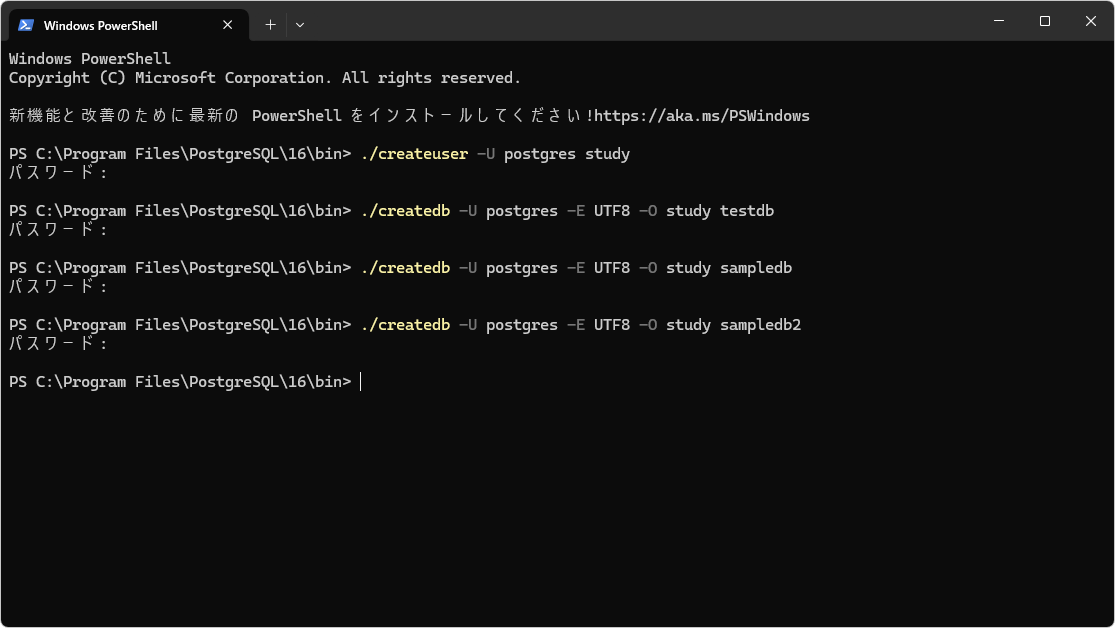 Windows PowerShell
Windows PowerShell
Copyright (C) Microsoft Corporation. All rights reserved.
新機能と改善のために最新の PowerShell をインストールしてください!https://aka.ms/PSWindows
PS C:\Program Files\PostgreSQL\16\bin> ./createuser -U postgres study
パスワード:
PS C:\Program Files\PostgreSQL\16\bin> ./createdb -U postgres -E UTF8 -O study testdb
パスワード:
PS C:\Program Files\PostgreSQL\16\bin> ./createdb -U postgres -E UTF8 -O study sampledb
パスワード:
PS C:\Program Files\PostgreSQL\16\bin> ./createdb -U postgres -E UTF8 -O study sampledb2
パスワード:
PS C:\Program Files\PostgreSQL\16\bin>